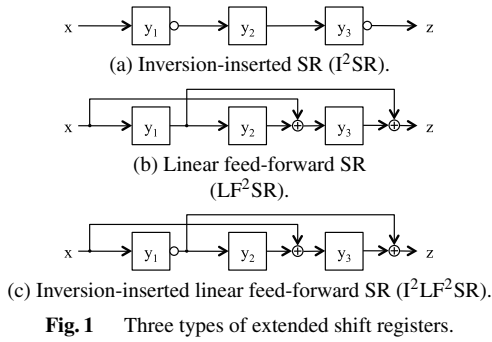 x y₁ y₂ y₃ z
(a) Inversion-inserted SR (I²SR).
x y₁ y₂ y₃ z
(b) Linear feed-forward SR
(LF²SR).
x y₁ y₂ y₃ z
(c) Inversion-inserted linear feed-forward SR (I²LF²SR).
Fig. 1 Three types of extended shift registers.